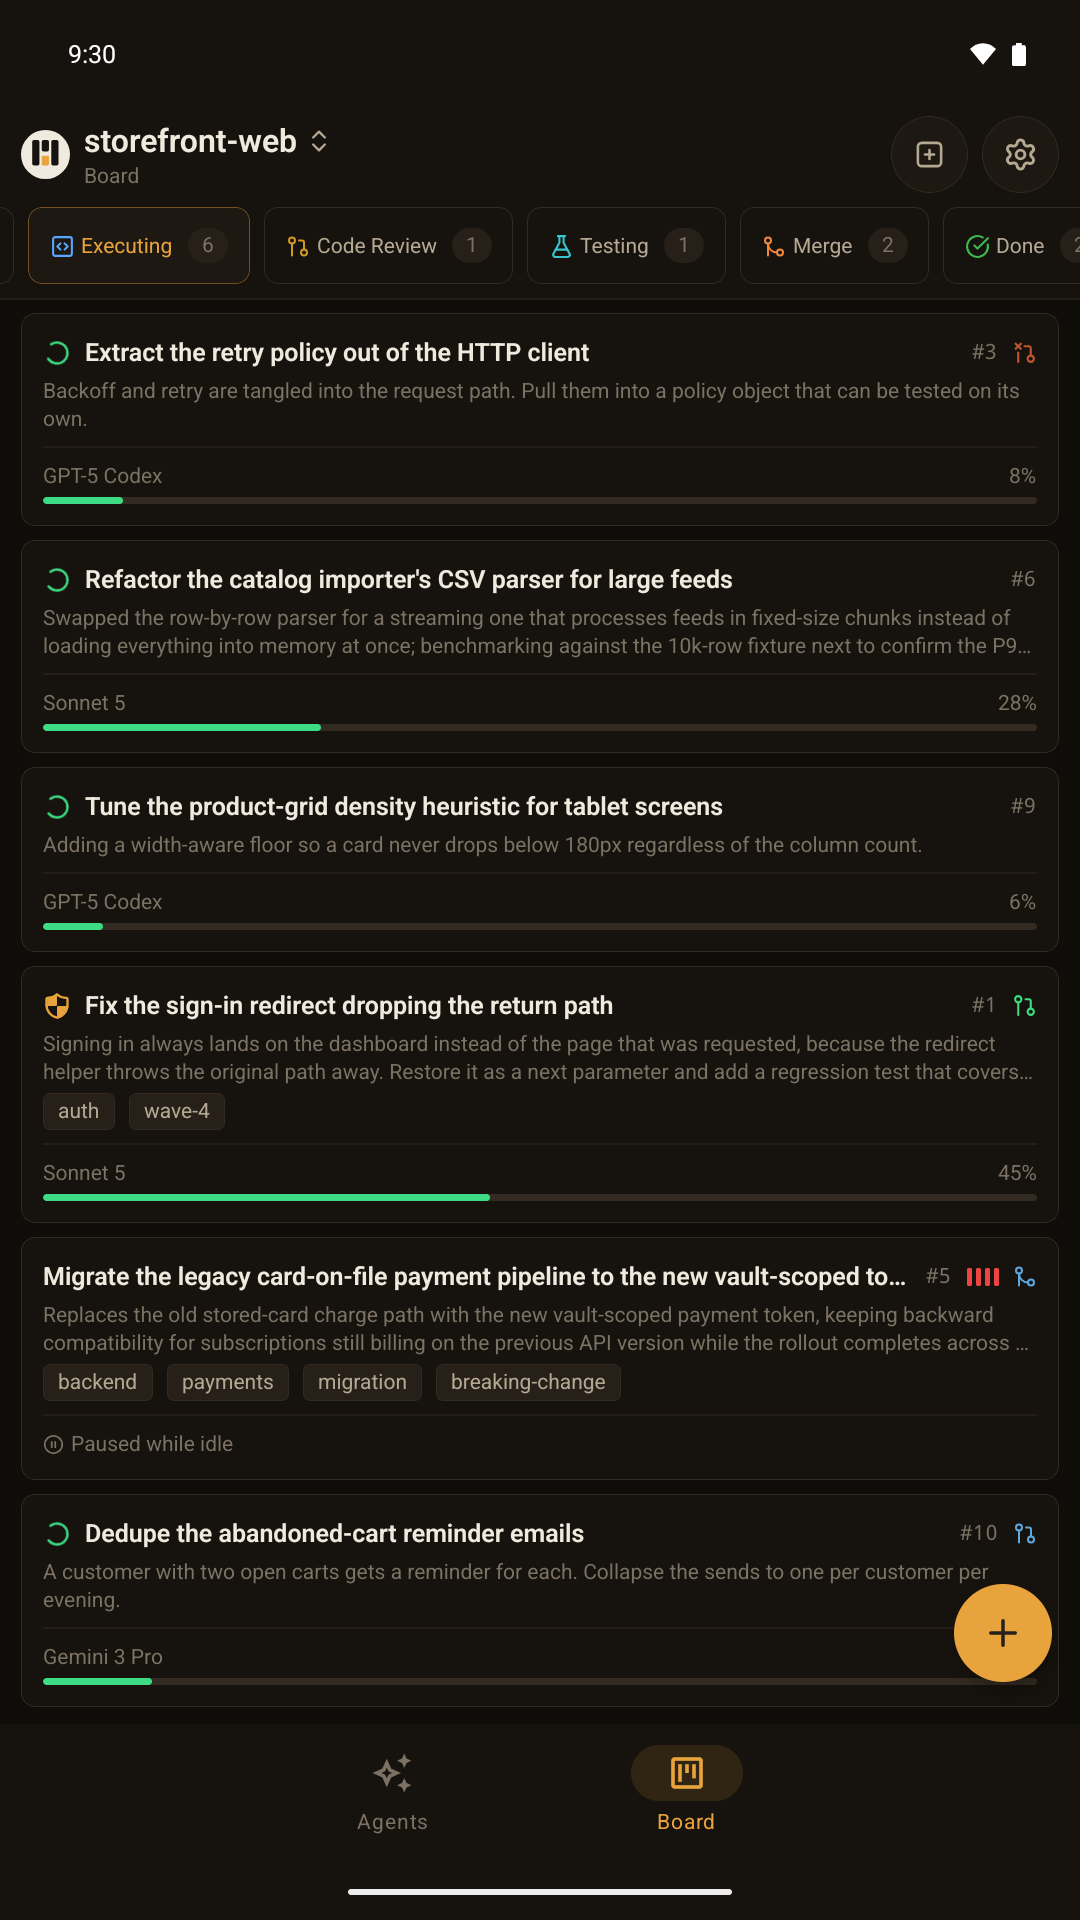 9:30
storefront-web
Board
Executing 6
Code Review 1
Testing 1
Merge 2
Done 2
Extract the retry policy out of the HTTP client
#3
Backoff and retry are tangled into the request path. Pull them into a policy object that can be tested on its
own.
GPT-5 Codex
8%
Refactor the catalog importer's CSV parser for large feeds
#6
Swapped the row-by-row parser for a streaming one that processes feeds in fixed-size chunks instead of
loading everything into memory at once; benchmarking against the 10k-row fixture next to confirm the P9...
Sonnet 5
28%
Tune the product-grid density heuristic for tablet screens
#9
Adding a width-aware floor so a card never drops below 180px regardless of the column count.
GPT-5 Codex
6%
Fix the sign-in redirect dropping the return path
#1
Signing in always lands on the dashboard instead of the page that was requested, because the redirect
helper throws the original path away. Restore it as a next parameter and add a regression test that covers...
auth
wave-4
Sonnet 5
45%
Migrate the legacy card-on-file payment pipeline to the new vault-scoped to...
#5
Replaces the old stored-card charge path with the new vault-scoped payment token, keeping backward
compatibility for subscriptions still billing on the previous API version while the rollout completes across ...
backend
payments
migration
breaking-change
Paused while idle
Dedupe the abandoned-cart reminder emails
#10
A customer with two open carts gets a reminder for each. Collapse the sends to one per customer per
evening.
Gemini 3 Pro
Agents
Board